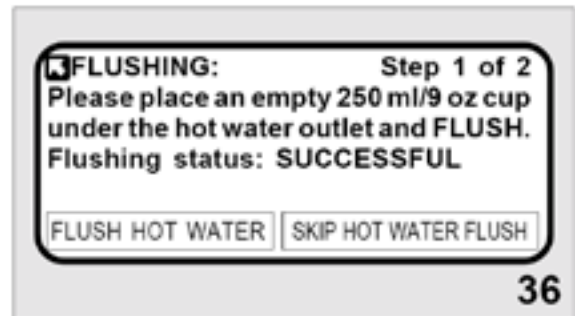 FLUSHING: Step 1 of 2
Please place an empty 250 ml/9 oz cup
under the hot water outlet and FLUSH.
Flushing status: SUCCESSFUL
FLUSH HOT WATER SKIP HOT WATER FLUSH
36